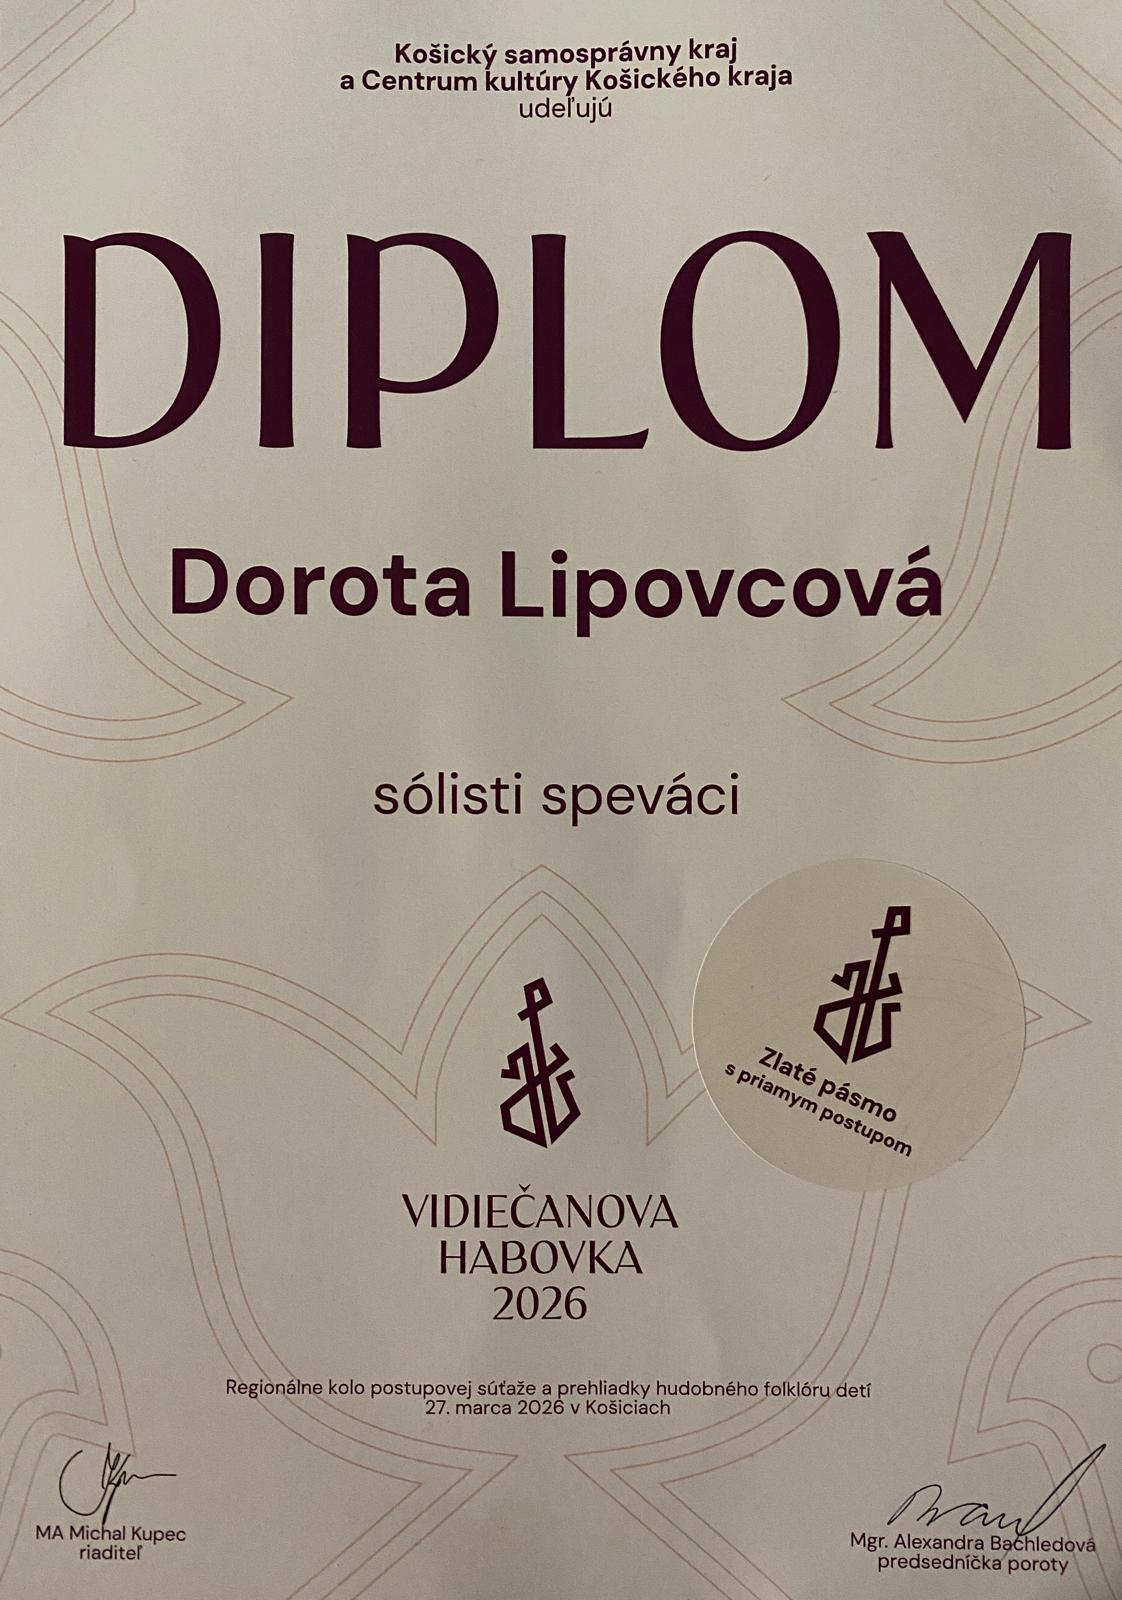 Košický samosprávny kraj
a Centrum kultúry Košického kraja
udeľujú
DIPLOM
Dorota Lipovcová
sólisti speváci
Zlaté pásmo
s priamym postupom
VIDIEČANOVA
HABOVKA
2026
Regionálne kolo postupovej súťaže a prehliadky hudobného folklóru detí
27. marca 2026 v Košiciach
MA Michal Kupec
riaditeľ
Mgr. Alexandra Bachledová
predsedníčka poroty